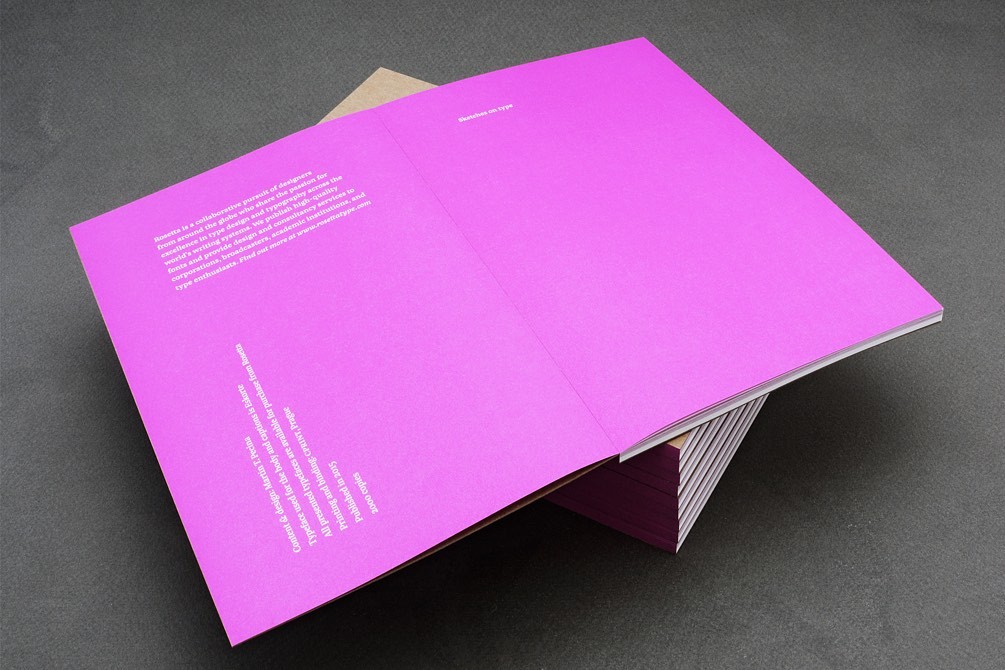 Rosetta is a collaborative pursuit of designers
from around the globe who share the passion for
excellence in type design and typography across the
world's writing systems. We publish high-quality
fonts and provide design and consultancy services to
corporations, broadcasters, academic institutions, and
type enthusiasts. Find out more at www.rosettatype.com
Content & design: Martin T. Pecina
Typeface used for the body and captions is Eskorte
All presented typefaces are available for purchase from Rosetta
Printing and binding: CPRINT, Prague
Published in 2015
2000 copies
Sketches on type